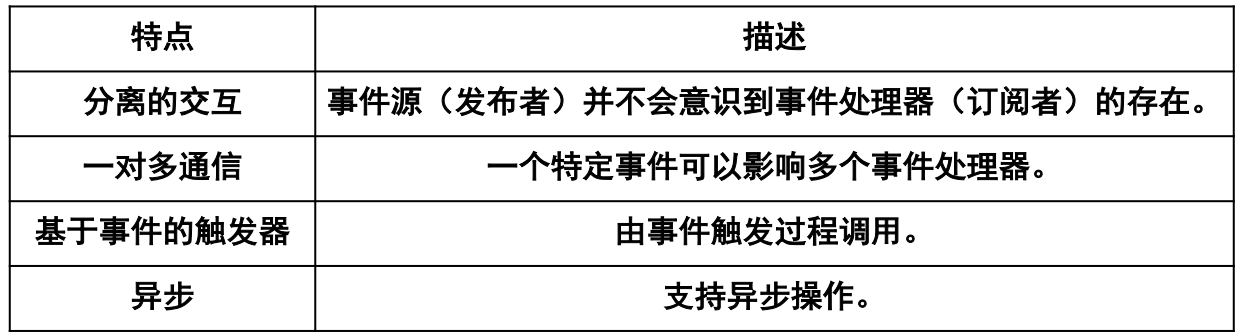 特点 描述
分离的交互 事件源（发布者）并不会意识到事件处理器（订阅者）的存在。
一对多通信 一个特定事件可以影响多个事件处理器。
基于事件的触发器 由事件触发过程调用。
异步 支持异步操作。